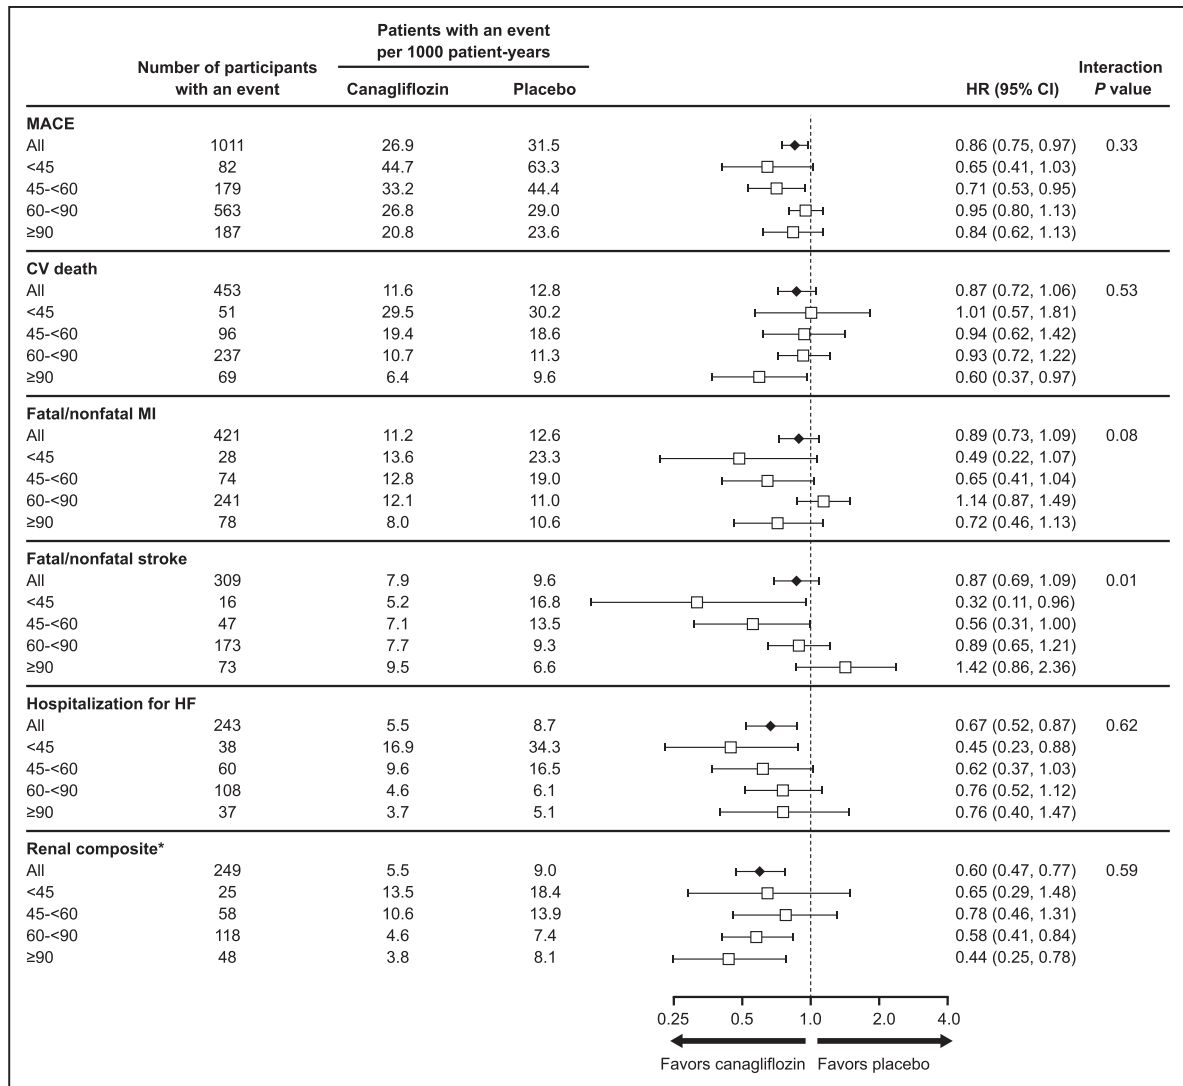 Patients with an event
per 1000 patient-years
Number of participants with an event Canagliflozin Placebo HR (95% CI) Interaction P value
MACE
All 1011 26.9 31.5 0.86 (0.75, 0.97) 0.33
<45 82 44.7 63.3 0.65 (0.41, 1.03)
45-<60 179 33.2 44.4 0.71 (0.53, 0.95)
60-<90 563 26.8 29.0 0.95 (0.80, 1.13)
≥90 187 20.8 23.6 0.84 (0.62, 1.13)
CV death
All 453 11.6 12.8 0.87 (0.72, 1.06) 0.53
<45 51 29.5 30.2 1.01 (0.57, 1.81)
45-<60 96 19.4 18.6 0.94 (0.62, 1.42)
60-<90 237 10.7 11.3 0.93 (0.72, 1.22)
≥90 69 6.4 9.6 0.60 (0.37, 0.97)
Fatal/nonfatal MI
All 421 11.2 12.6 0.89 (0.73, 1.09) 0.08
<45 28 13.6 23.3 0.49 (0.22, 1.07)
45-<60 74 12.8 19.0 0.65 (0.41, 1.04)
60-<90 241 12.1 11.0 1.14 (0.87, 1.49)
≥90 78 8.0 10.6 0.72 (0.46, 1.13)
Fatal/nonfatal stroke
All 309 7.9 9.6 0.87 (0.69, 1.09) 0.01
<45 16 5.2 16.8 0.32 (0.11, 0.96)
45-<60 47 7.1 13.5 0.56 (0.31, 1.00)
60-<90 173 7.7 9.3 0.89 (0.65, 1.21)
≥90 73 9.5 6.6 1.42 (0.86, 2.36)
Hospitalization for HF
All 243 5.5 8.7 0.67 (0.52, 0.87) 0.62
<45 38 16.9 34.3 0.45 (0.23, 0.88)
45-<60 60 9.6 16.5 0.62 (0.37, 1.03)
60-<90 108 4.6 6.1 0.76 (0.52, 1.12)
≥90 37 3.7 5.1 0.76 (0.40, 1.47)
Renal composite*
All 249 5.5 9.0 0.60 (0.47, 0.77) 0.59
<45 25 13.5 18.4 0.65 (0.29, 1.48)
45-<60 58 10.6 13.9 0.78 (0.46, 1.31)
60-<90 118 4.6 7.4 0.58 (0.41, 0.84)
≥90 48 3.8 8.1 0.44 (0.25, 0.78)
0.25 0.5 1.0 2.0 4.0
Favors canagliflozin Favors placebo